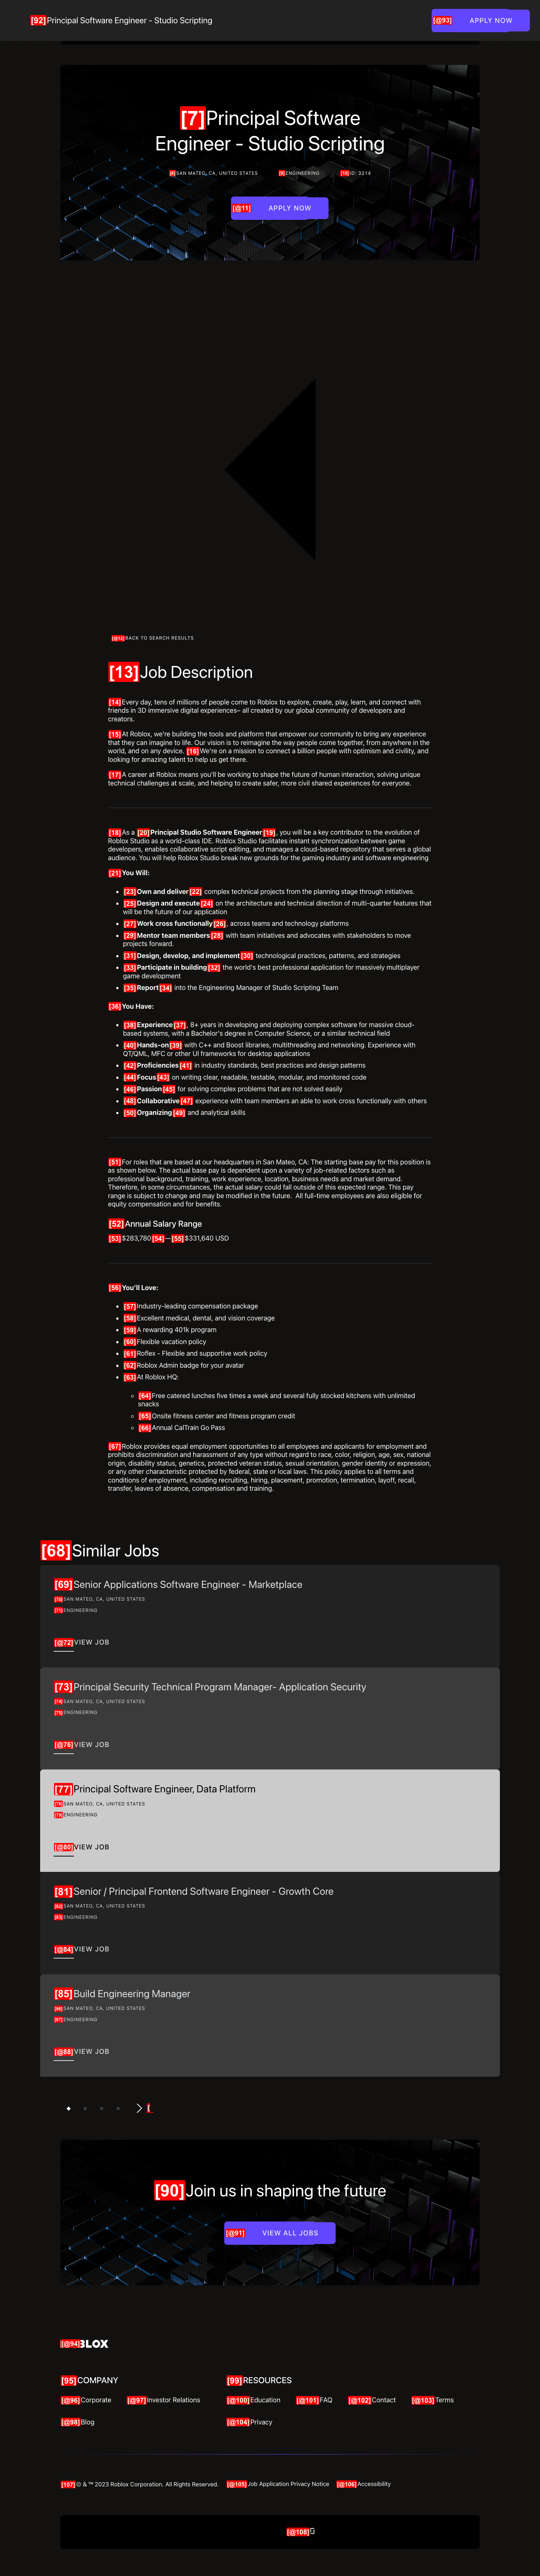 [92]Principal Software Engineer - Studio Scripting
[@93] APPLY NOW
[7]Principal Software
Engineer - Studio Scripting
[8]SAN MATEO, CA, UNITED STATES [9]ENGINEERING [10]ID: 3214
[@11] APPLY NOW
[@12]BACK TO SEARCH RESULTS
[13]Job Description
[14]Every day, tens of millions of people come to Roblox to explore, create, play, learn, and connect with
friends in 3D immersive digital experiences– all created by our global community of developers and
creators.
[15]At Roblox, we're building the tools and platform that empower our community to bring any experience
that they can imagine to life. Our vision is to reimagine the way people come together, from anywhere in the
world, and on any device. [16]We're on a mission to connect a billion people with optimism and civility, and
looking for amazing talent to help us get there.
[17]A career at Roblox means you'll be working to shape the future of human interaction, solving unique
technical challenges at scale, and helping to create safer, more civil shared experiences for everyone.
[18]As a [20]Principal Studio Software Engineer[19], you will be a key contributor to the evolution of
Roblox Studio as a world-class IDE. Roblox Studio facilitates instant synchronization between game
developers, enables collaborative script editing, and manages a cloud-based repository that serves a global
audience. You will help Roblox Studio break new grounds for the gaming industry and software engineering
[21]You Will:
[23]Own and deliver[22] complex technical projects from the planning stage through initiatives.
[25]Design and execute[24] on the architecture and technical direction of multi-quarter features that
will be the future of our application
[27]Work cross functionally[26], across teams and technology platforms
[29]Mentor team members[28] with team initiatives and advocates with stakeholders to move
projects forward.
[31]Design, develop, and implement[30] technological practices, patterns, and strategies
[33]Participate in building[32] the world's best professional application for massively multiplayer
game development
[35]Report[34] into the Engineering Manager of Studio Scripting Team
[36]You Have:
[38]Experience[37], 8+ years in developing and deploying complex software for massive cloud-
based systems, with a Bachelor's degree in Computer Science, or a similar technical field
[40]Hands-on[39] with C++ and Boost libraries, multithreading and networking. Experience with
QT/QML, MFC or other UI frameworks for desktop applications
[42]Proficiencies[41] in industry standards, best practices and design patterns
[44]Focus[43] on writing clear, readable, testable, modular, and monitored code
[46]Passion[45] for solving complex problems that are not solved easily
[48]Collaborative[47] experience with team members an able to work cross functionally with others
[50]Organizing[49] and analytical skills
[51]For roles that are based at our headquarters in San Mateo, CA: The starting base pay for this position is
as shown below. The actual base pay is dependent upon a variety of job-related factors such as
professional background, training, work experience, location, business needs and market demand.
Therefore, in some circumstances, the actual salary could fall outside of this expected range. This pay
range is subject to change and may be modified in the future. All full-time employees are also eligible for
equity compensation and for benefits.
[52]Annual Salary Range
[53]$283,780[54]—[55]$331,640 USD
[56]You'll Love:
[57]Industry-leading compensation package
[58]Excellent medical, dental, and vision coverage
[59]A rewarding 401k program
[60]Flexible vacation policy
[61]Roflex - Flexible and supportive work policy
[62]Roblox Admin badge for your avatar
[63]At Roblox HQ:
[64]Free catered lunches five times a week and several fully stocked kitchens with unlimited
snacks
[65]Onsite fitness center and fitness program credit
[66]Annual CalTrain Go Pass
[67]Roblox provides equal employment opportunities to all employees and applicants for employment and
prohibits discrimination and harassment of any type without regard to race, color, religion, age, sex, national
origin, disability status, genetics, protected veteran status, sexual orientation, gender identity or expression,
or any other characteristic protected by federal, state or local laws. This policy applies to all terms and
conditions of employment, including recruiting, hiring, placement, promotion, termination, layoff, recall,
transfer, leaves of absence, compensation and training.
[68]Similar Jobs
[69]Senior Applications Software Engineer - Marketplace
[70]SAN MATEO, CA, UNITED STATES
[71]ENGINEERING
[@72]VIEW JOB
[73]Principal Security Technical Program Manager- Application Security
[74]SAN MATEO, CA, UNITED STATES
[75]ENGINEERING
[@76]VIEW JOB
[77]Principal Software Engineer, Data Platform
[78]SAN MATEO, CA, UNITED STATES
[79]ENGINEERING
[@80]VIEW JOB
[81]Senior / Principal Frontend Software Engineer - Growth Core
[82]SAN MATEO, CA, UNITED STATES
[83]ENGINEERING
[@84]VIEW JOB
[85]Build Engineering Manager
[86]SAN MATEO, CA, UNITED STATES
[87]ENGINEERING
[@88]VIEW JOB
[
[90]Join us in shaping the future
[@91] VIEW ALL JOBS
[@94]BLOX
[95]COMPANY [99]RESOURCES
[@96]Corporate [@97]Investor Relations [@100]Education [@101]FAQ [@102]Contact [@103]Terms
[@98]Blog [@104]Privacy
[107]© & ™ 2023 Roblox Corporation. All Rights Reserved. [@105]Job Application Privacy Notice [@106]Accessibility
[@108]